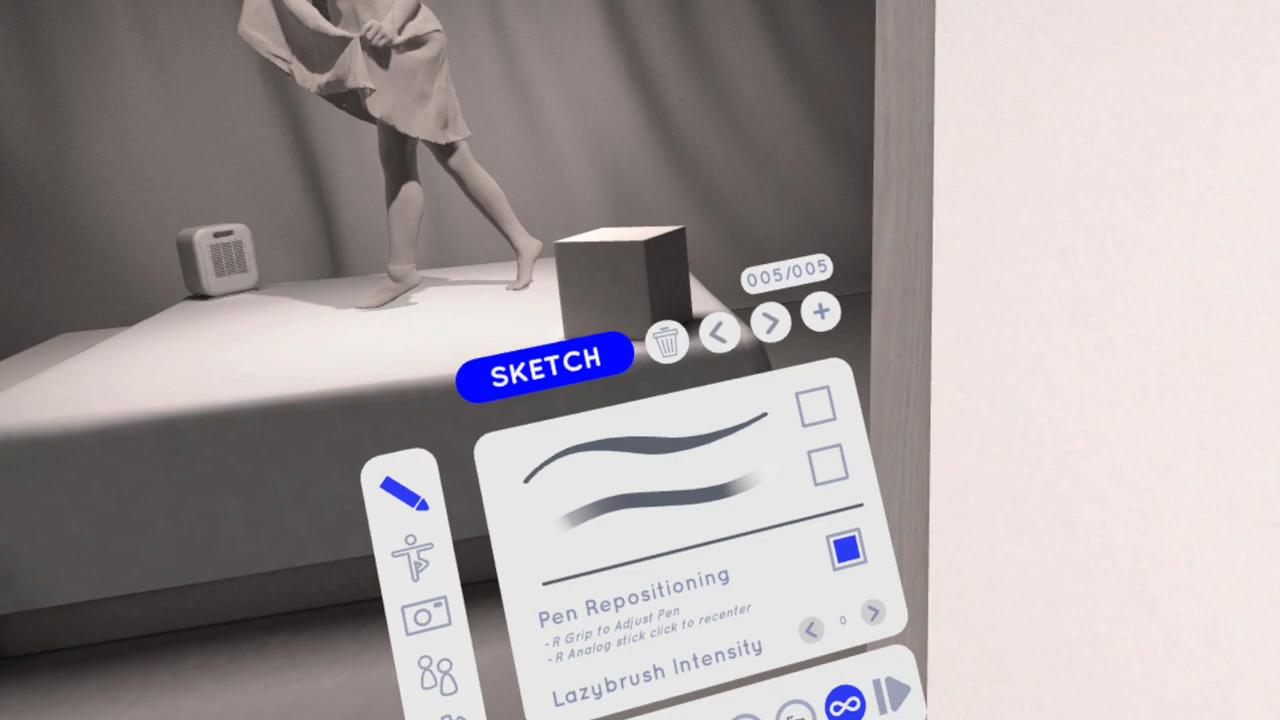 005/005
SKETCH
Pen Repositioning
-R Grip to Adjust Pen
-R Analog stick click to recenter
Lazybrush Intensity
0